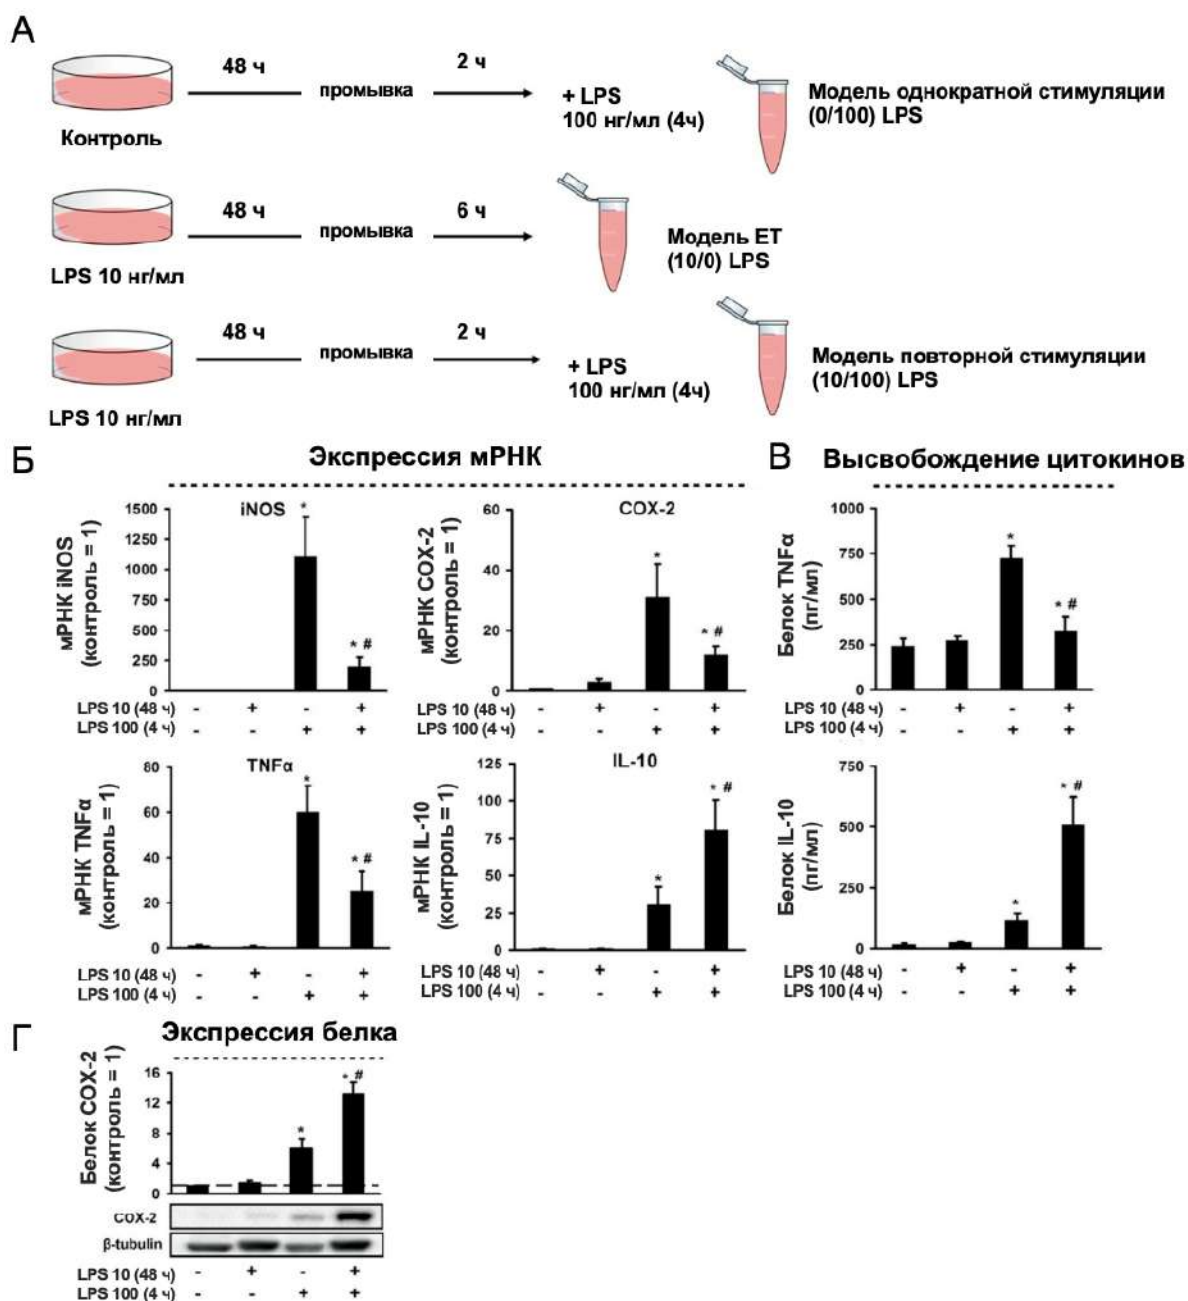 А
48 ч
промывка
2 ч
+ LPS
100 нг/мл (4ч)
Контроль
Модель однократной стимуляции
(0/100) LPS
48 ч
промывка
6 ч
LPS 10 нг/мл
Модель ET
(10/0) LPS
48 ч
промывка
2 ч
+ LPS
100 нг/мл (4ч)
LPS 10 нг/мл
Модель повторной стимуляции
(10/100) LPS
Б
Экспрессия мРНК
iNOS
мРНК iNOS
(контроль = 1)
1500
1250
1000
750
500
250
0
*
* #
LPS 10 (48 ч) - + - +
LPS 100 (4 ч) - - + +
COX-2
мРНК COX-2
(контроль = 1)
60
40
20
0
*
* #
LPS 10 (48 ч) - + - +
LPS 100 (4 ч) - - + +
TNFα
мРНК TNFα
(контроль = 1)
80
60
40
20
0
*
* #
LPS 10 (48 ч) - + - +
LPS 100 (4 ч) - - + +
IL-10
мРНК IL-10
(контроль = 1)
125
100
75
50
25
0
*
* #
LPS 10 (48 ч) - + - +
LPS 100 (4 ч) - - + +
В
Высвобождение цитокинов
Белок TNFα
(пг/мл)
1000
750
500
250
0
*
* #
LPS 10 (48 ч) - + - +
LPS 100 (4 ч) - - + +
Белок IL-10
(пг/мл)
750
500
250
0
*
* #
LPS 10 (48 ч) - + - +
LPS 100 (4 ч) - - + +
Г
Экспрессия белка
Белок COX-2
(контроль = 1)
16
12
8
4
0
*
* #
COX-2
β-tubulin
LPS 10 (48 ч) - + - +
LPS 100 (4 ч) - - + +